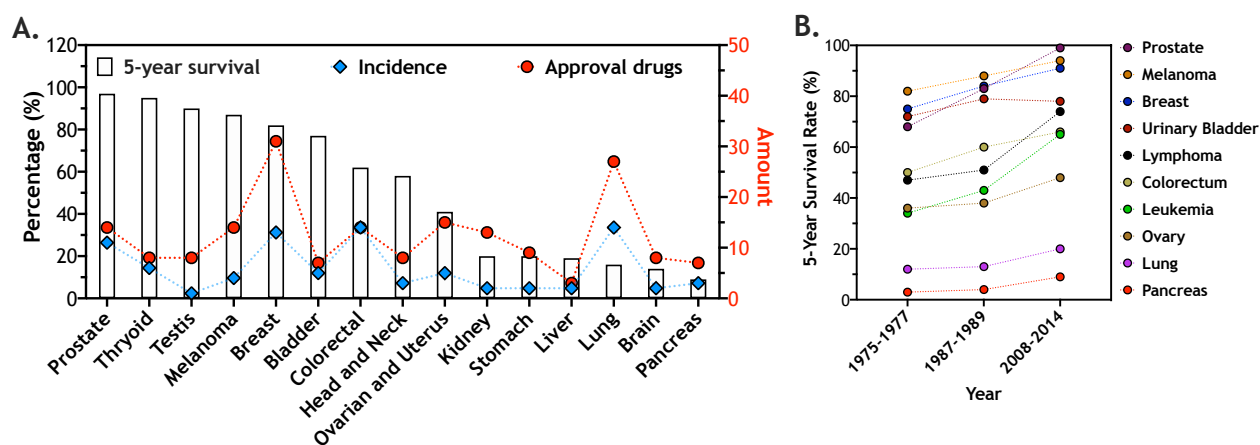 A.
B.
120
100
80
60
40
20
0
Percentage (%)
5-year survival
Incidence
Approval drugs
50
40
30
20
10
0
Amount
Prostate
Thryoid
Testis
Melanoma
Breast
Bladder
Colorectal
Head and Neck
Ovarian and Uterus
Kidney
Stomach
Liver
Lung
Brain
Pancreas
100
80
60
40
20
0
5-Year Survival Rate (%)
1975-1977
1987-1989
2008-2014
Year
Prostate
Melanoma
Breast
Urinary Bladder
Lymphoma
Colorectum
Leukemia
Ovary
Lung
Pancreas